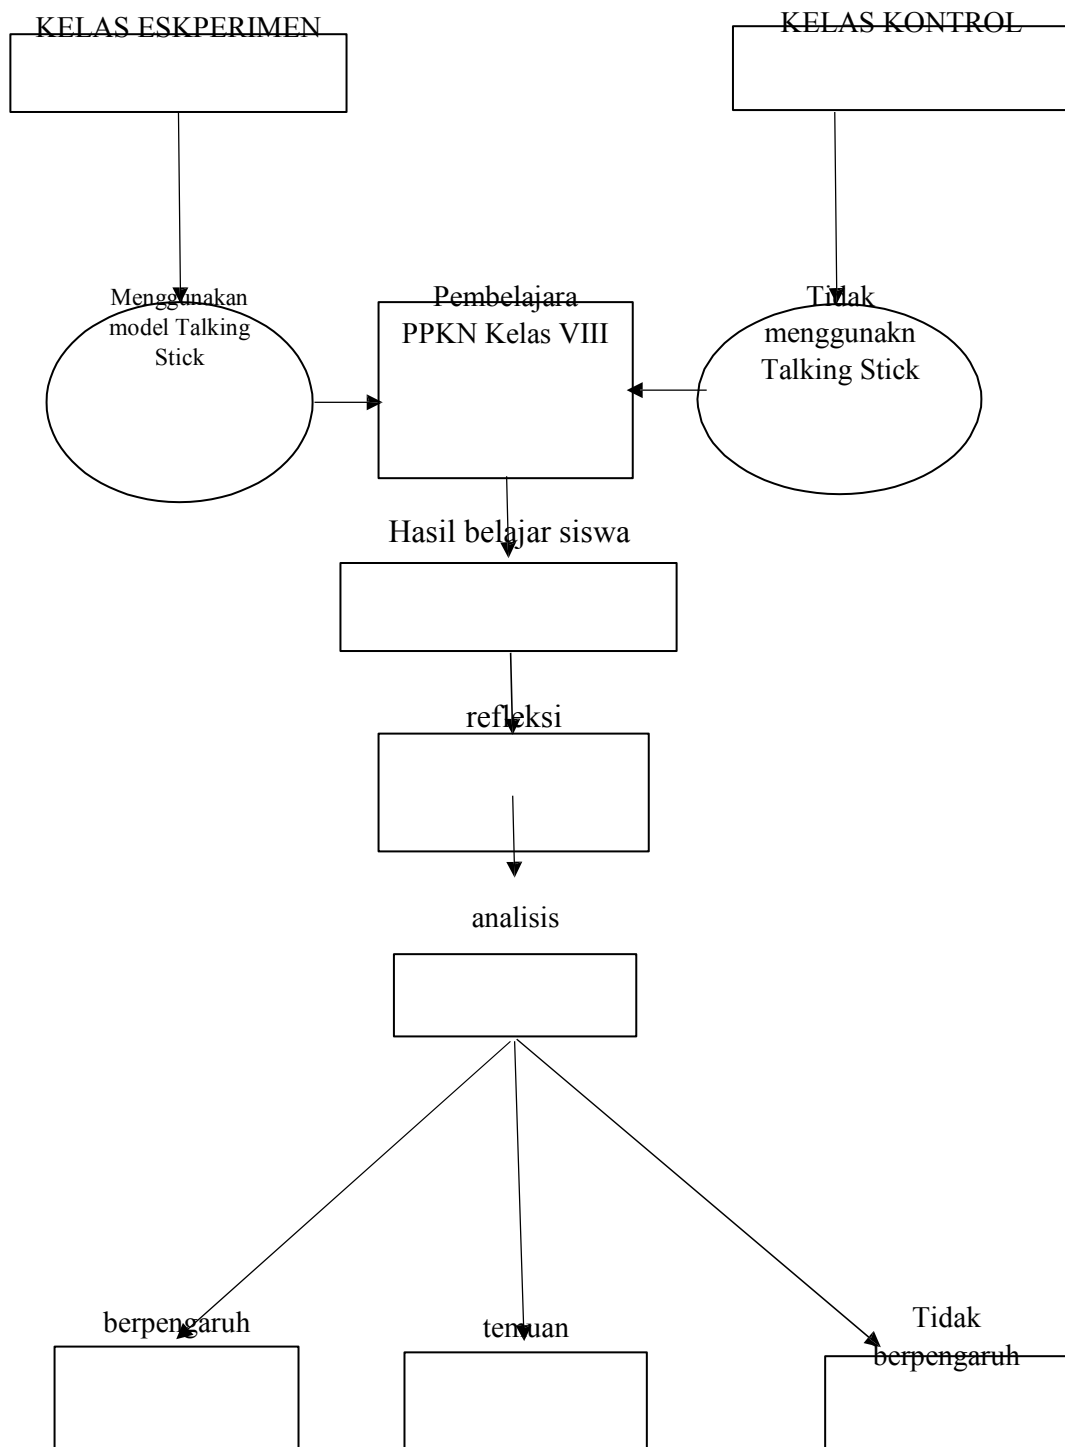 KELAS ESKPERIMEN
KELAS KONTROL
Menggunakan
model Talking
Stick
Pembelajara
PPKN Kelas VIII
Tidak
menggunakn
Talking Stick
Hasil belajar siswa
refleksi
analisis
berpengaruh
temuan
Tidak
berpengaruh